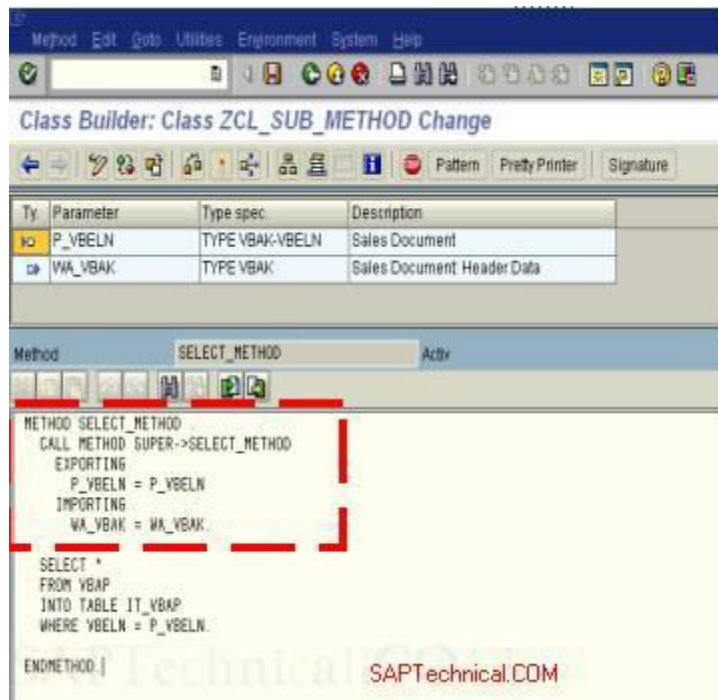 Method Edit Goto Utilities Environment System Help
Class Builder: Class ZCL_SUB_METHOD Change
Pattern Pretty Printer Signature
Ty. Parameter Type spec. Description
P_VBELN TYPE VBAK-VBELN Sales Document
WA_VBAK TYPE VBAK Sales Document: Header Data
Method SELECT_METHOD Activ
METHOD SELECT_METHOD .
CALL METHOD SUPER->SELECT_METHOD
EXPORTING
P_VBELN = P_VBELN
IMPORTING
WA_VBAK = WA_VBAK.
SELECT *
FROM VBAP
INTO TABLE IT_VBAP
WHERE VBELN = P_VBELN.
ENDMETHOD.
SAPTechnical.COM